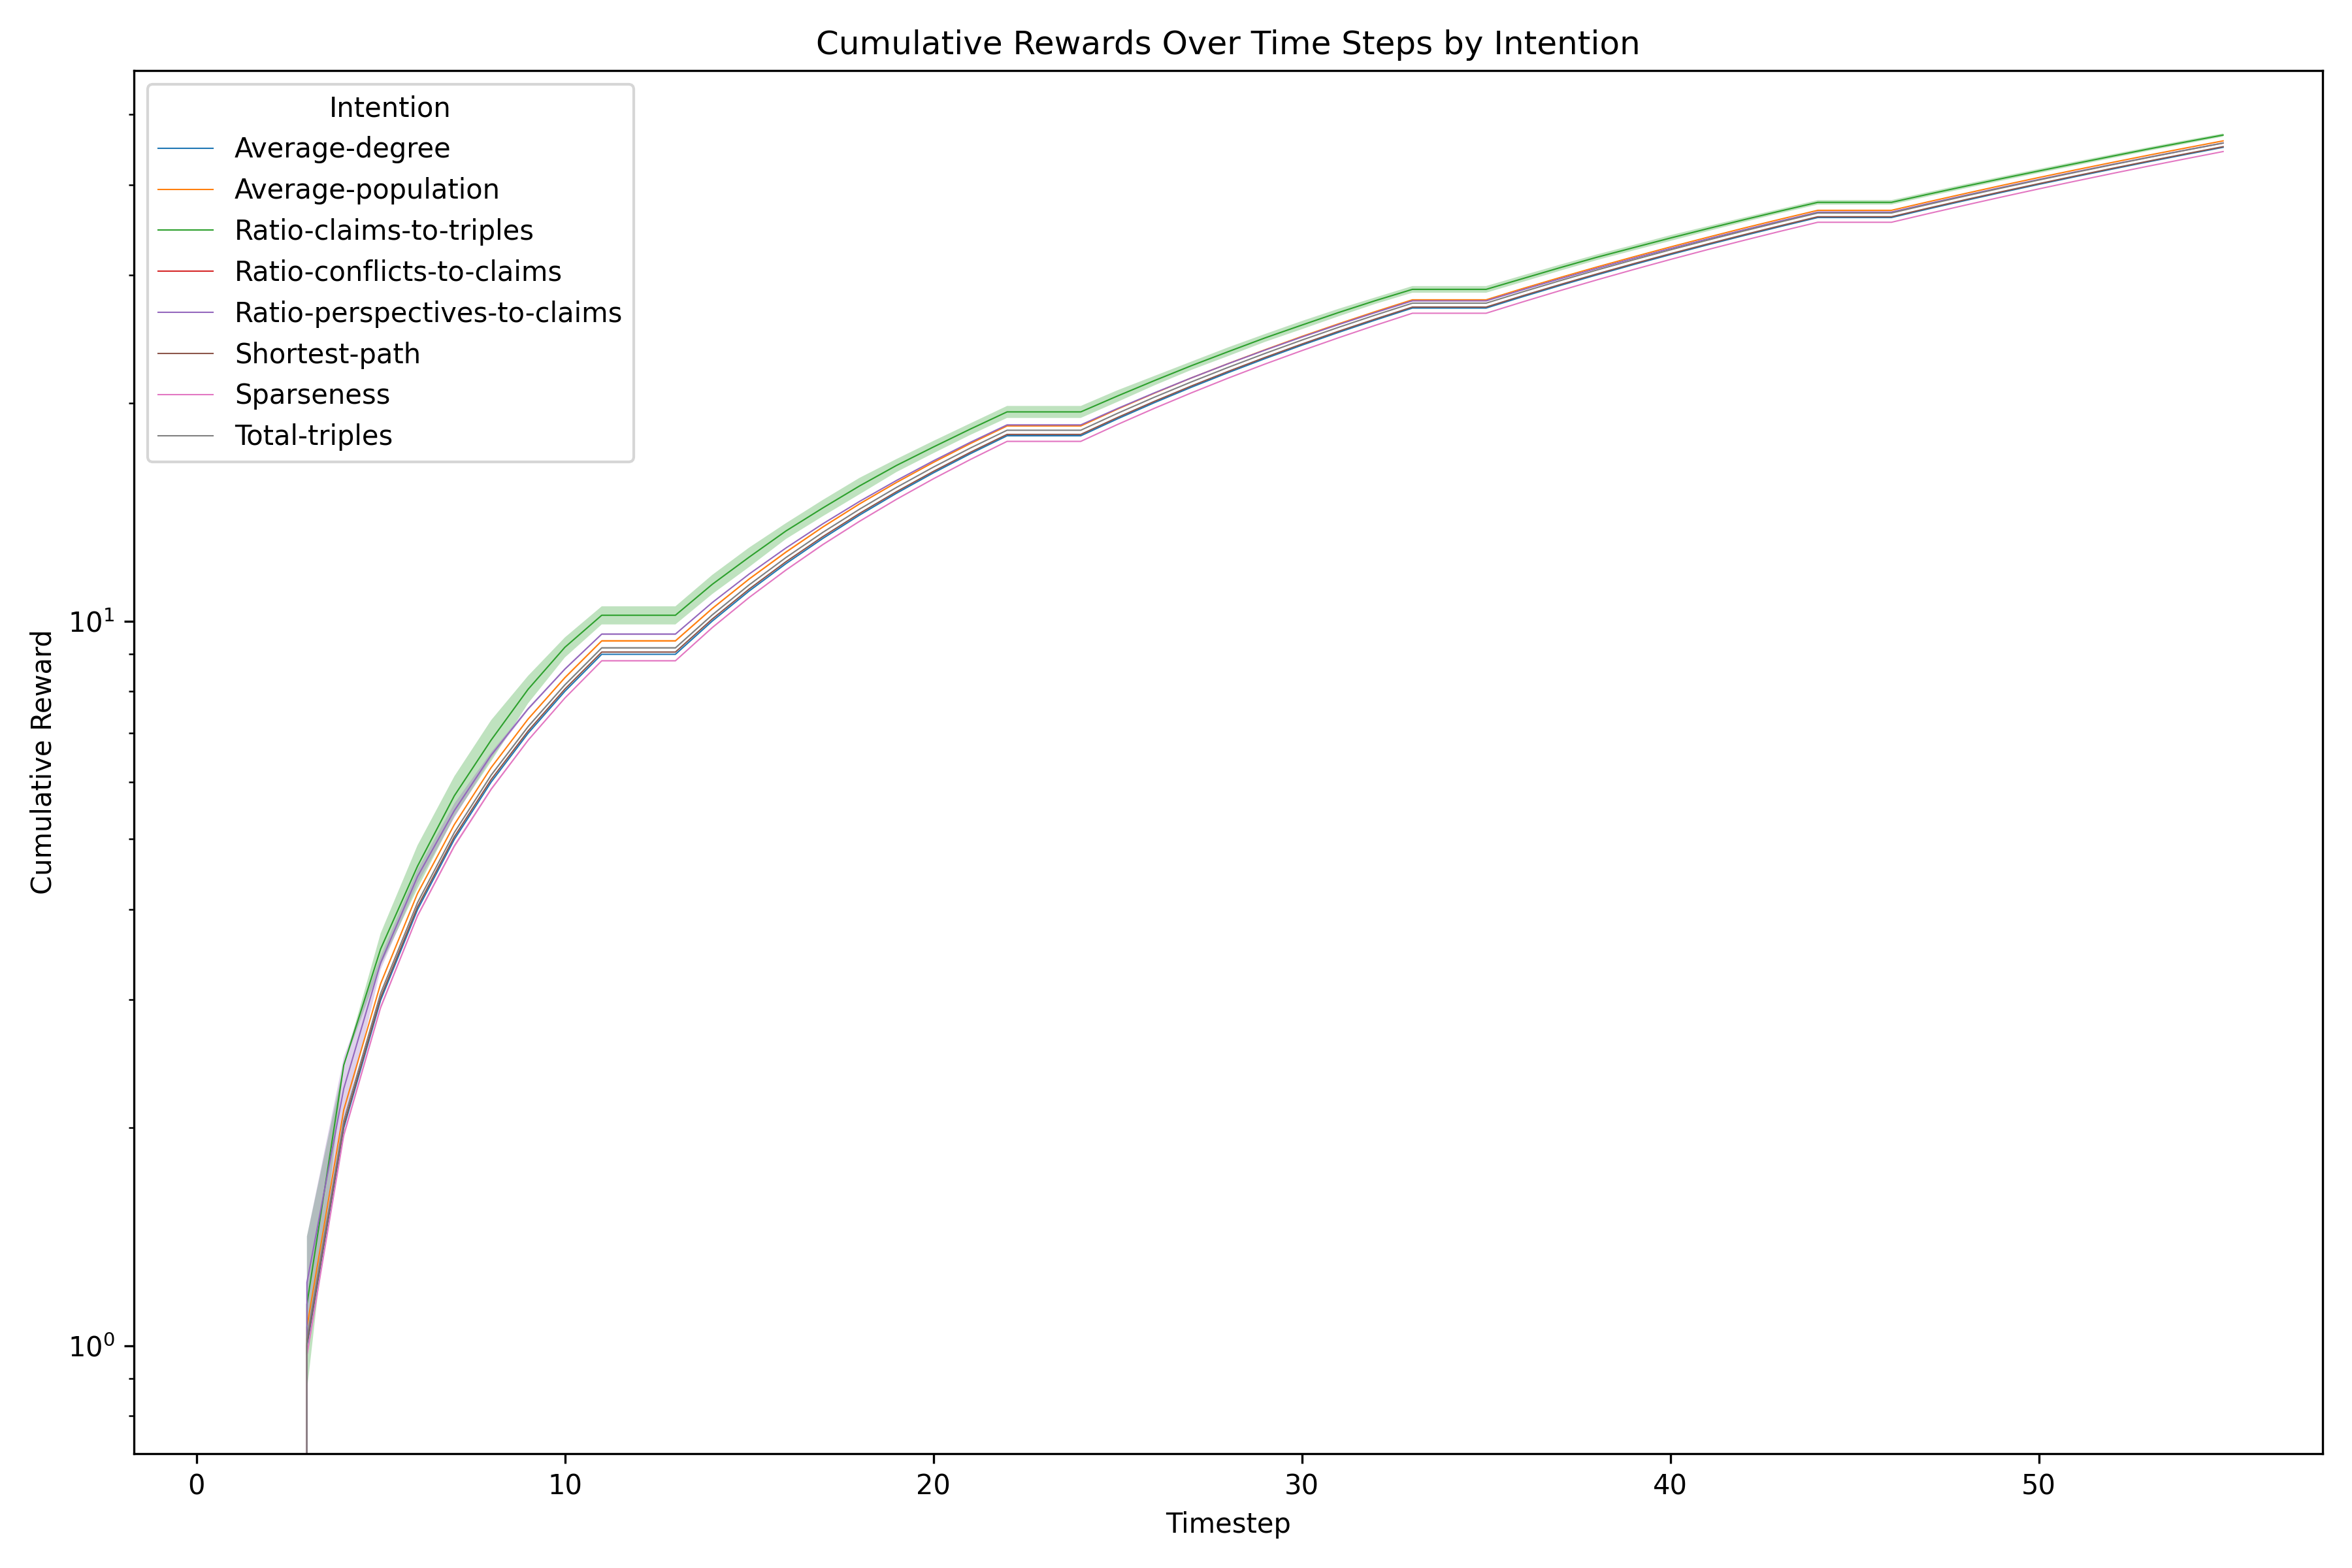 Cumulative Rewards Over Time Steps by Intention
Intention
Average-degree
Average-population
Ratio-claims-to-triples
Ratio-conflicts-to-claims
Ratio-perspectives-to-claims
Shortest-path
Sparseness
Total-triples
Cumulative Reward
10¹
10⁰
0 10 20 30 40 50
Timestep